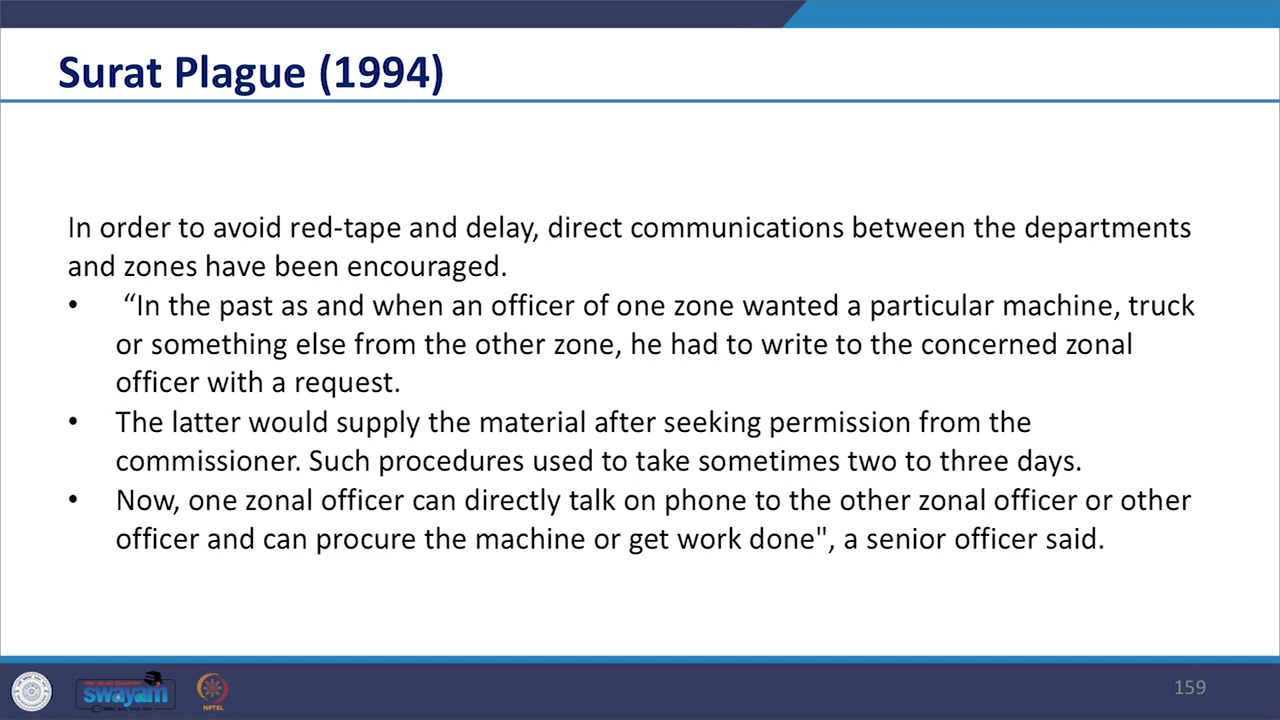 Surat Plague (1994)
In order to avoid red-tape and delay, direct communications between the departments
and zones have been encouraged.
• “In the past as and when an officer of one zone wanted a particular machine, truck
or something else from the other zone, he had to write to the concerned zonal
officer with a request.
• The latter would supply the material after seeking permission from the
commissioner. Such procedures used to take sometimes two to three days.
• Now, one zonal officer can directly talk on phone to the other zonal officer or other
officer and can procure the machine or get work done", a senior officer said.
swayam
NPTEL
159